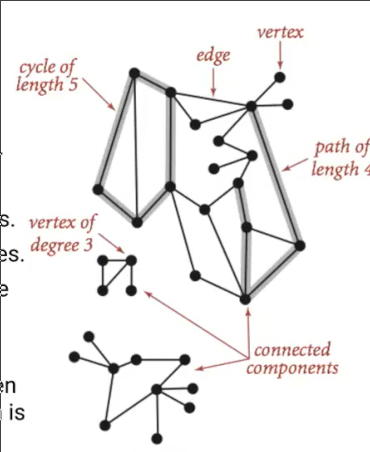 vertex
edge
cycle of
length 5
path of
length 4
s.
vertex of
degree 3
es.
e
connected
components
en
is